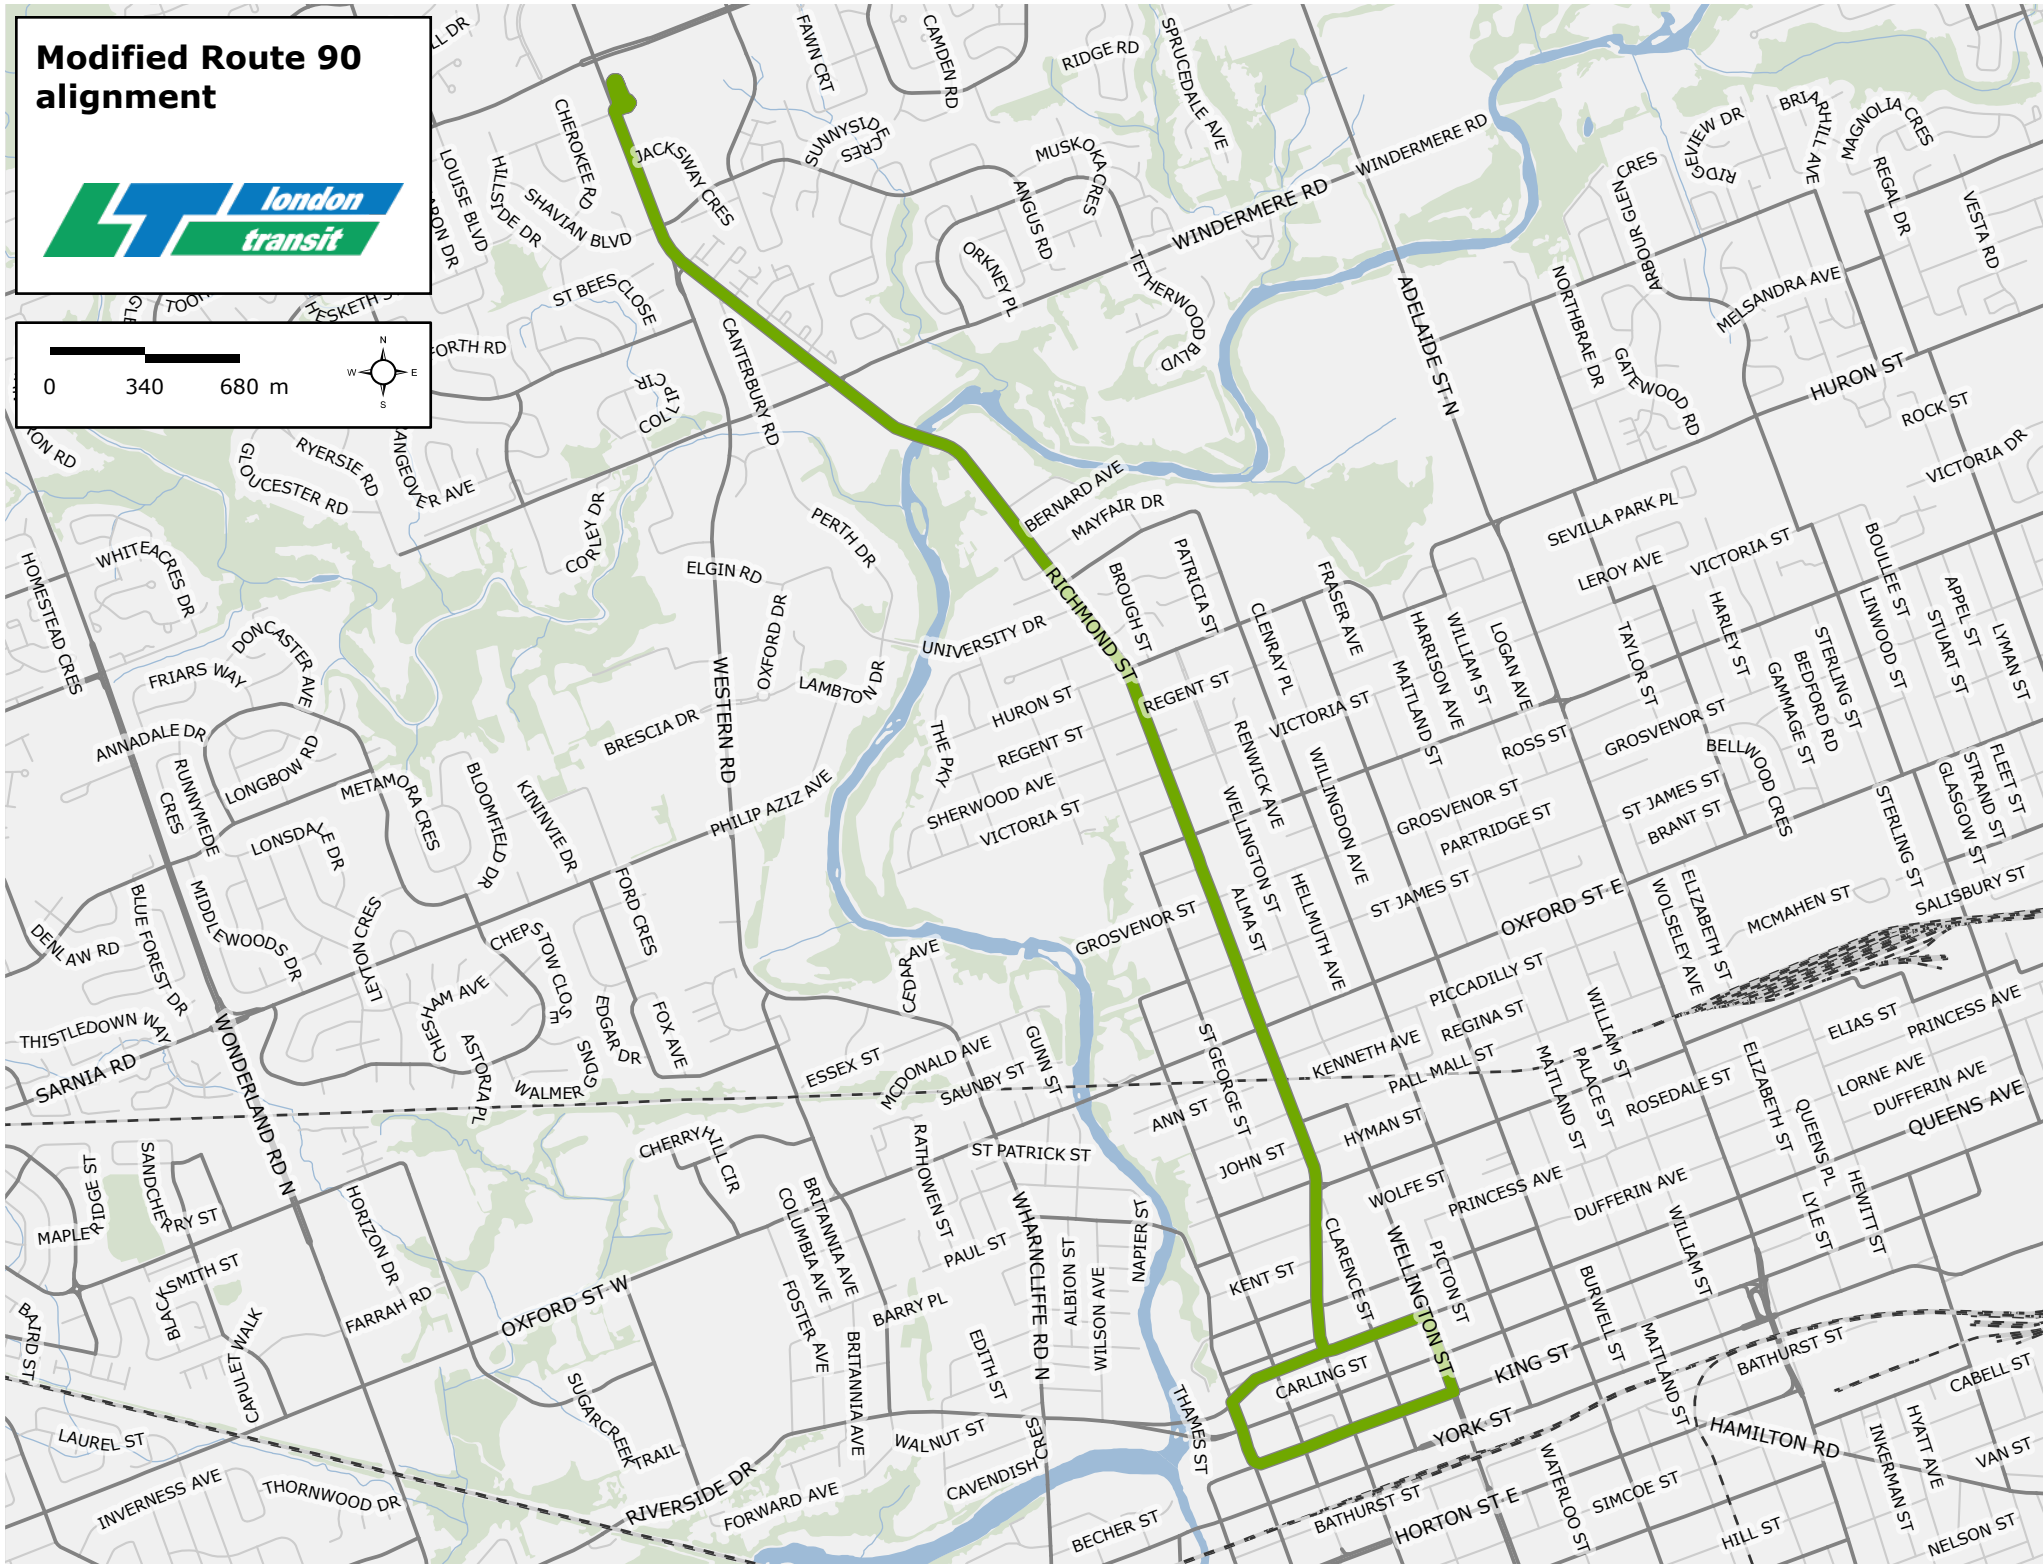 Modified Route 90
alignment
london
transit
0 340 680 m
N
W E
S
FAWN CRT
CAMDEN RD
RIDGE RD
SPRUCEDALE AVE
CHEROKEE RD
JACKSWAY CRES
SUNNYSIDE
CRES
MUSKOKA CRES
WINDERMERE RD
WINDERMERE RD
RIDGEVIEW DR
BRIARHILL AVE
MAGNOLIA CRES
LOUISE BLVD
HILLSIDE DR
SHAVIAN BLVD
ANGUS RD
ARBOUR GLEN
CRES
REGAL DR
VESTA RD
ORKNEY PL
TETHERWOOD BLVD
ST BEES CLOSE
CANTERBURY RD
ADELAIDE ST N
NORTHBRAE DR
MELSANDRA AVE
GATEWOOD RD
HURON ST
ROCK ST
VICTORIA DR
GLOUCESTER RD
RYERSIE RD
BERNARD AVE
MAYFAIR DR
SEVILLA PARK PL
PERTH DR
CORLEY DR
HOMESTEAD CRES
WHITEACRES DR
ELGIN RD
OXFORD DR
RICHMOND ST
BROUGH ST
PATRICIA ST
CLENRAY PL
FRASER AVE
HARRISON AVE
WILLIAM ST
LOGAN AVE
LEROY AVE
VICTORIA ST
TAYLOR ST
HARLEY ST
BOULLEE ST
LINWOOD ST
APPEL ST
STUART ST
LYMAN ST
DONCASTER AVE
FRIARS WAY
UNIVERSITY DR
LAMBTON DR
WESTERN RD
BRESCIA DR
HURON ST
REGENT ST
REGENT ST
THE PKY
SHERWOOD AVE
VICTORIA ST
VICTORIA ST
MAITLAND ST
ROSS ST
GROSVENOR ST
STERLING ST
BEDFORD RD
GAMMAGE ST
BELLWOOD CRES
ANNADALE DR
RUNNYMEDE
CRES
LONGBOW RD
METAMORA CRES
BLOOMFIELD DR
KININVIE DR
PHILIP AZIZ AVE
RENWICK AVE
WELLINGTON ST
WILLINGDON AVE
GROSVENOR ST
PARTRIDGE ST
ST JAMES ST
BRANT ST
FLEET ST
STRAND ST
GLASGOW ST
STERLING ST
LONSDALE DR
BLUE FOREST DR
MIDDLEWOODS DR
LEYTON CRES
FORD CRES
CHEPSTOW CLOSE
CEDAR AVE
GROSVENOR ST
ALMA ST
HELLMUTH AVE
ST JAMES ST
OXFORD ST E
WOLSELEY AVE
ELIZABETH ST
MCMAHEN ST
SALISBURY ST
DENLAW RD
CHESHAM AVE
EDGAR DR
FOX AVE
PICCADILLY ST
THISTLEDOWN WAY
SARNIA RD
WONDERLAND RD N
ASTORIA PL
WALMER
GDNS
ESSEX ST
MCDONALD AVE
GUNN ST
SAUNBY ST
ST GEORGE ST
KENNETH AVE
REGINA ST
PALL MALL ST
WILLIAM ST
PALACE ST
MAITLAND ST
ROSEDALE ST
ELIZABETH ST
ELIAS ST
PRINCESS AVE
LORNE AVE
DUFFERIN AVE
QUEENS AVE
QUEENS PL
RIDGE ST
MAPLE
SANDCHERRY ST
CHERRYHILL CIR
RATHOWEN ST
ST PATRICK ST
ANN ST
JOHN ST
HYMAN ST
WOLFE ST
PRINCESS AVE
DUFFERIN AVE
HEWITT ST
LYLE ST
BLACKSMITH ST
HORIZON DR
BRITANNIA AVE
COLUMBIA AVE
PAUL ST
WHARNCLIFFE RD N
ALBION ST
WILSON AVE
NAPIER ST
KENT ST
CLARENCE ST
WELLINGTON ST
PICTON ST
WILLIAM ST
BURWELL ST
MAITLAND ST
BAIRD ST
CAPULET WALK
FARRAH RD
OXFORD ST W
FOSTER AVE
BRITANNIA AVE
BARRY PL
EDITH ST
CARLING ST
KING ST
BATHURST ST
CABELL ST
LAUREL ST
SUGARCREEK TRAIL
WALNUT ST
CAVENDISH CRES
THAMES ST
YORK ST
HAMILTON RD
INKERMAN ST
HYATT AVE
VAN ST
INVERNESS AVE
THORNWOOD DR
RIVERSIDE DR
FORWARD AVE
BECHER ST
BATHURST ST
HORTON ST E
WATERLOO ST
SIMCOE ST
HILL ST
NELSON ST